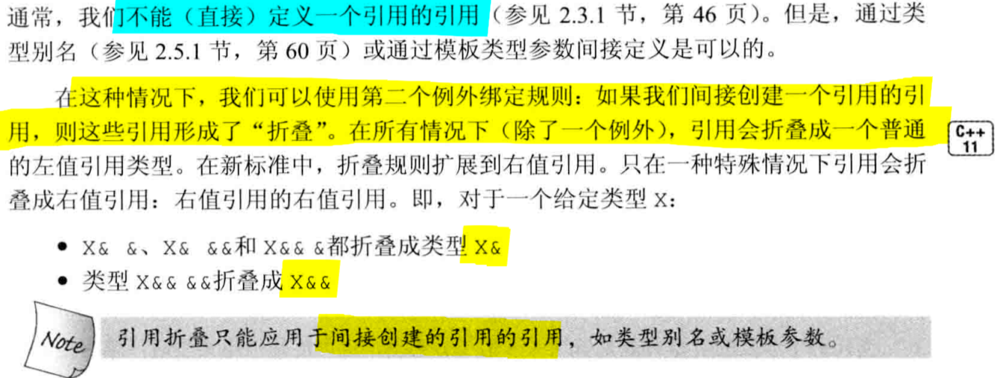 通常，我们不能（直接）定义一个引用的引用（参见 2.3.1 节，第 46 页）。但是，通过类
型别名（参见 2.5.1 节，第 60 页）或通过模板类型参数间接定义是可以的。
在这种情况下，我们可以使用第二个例外绑定规则：如果我们间接创建一个引用的引
用，则这些引用形成了“折叠”。在所有情况下（除了一个例外），引用会折叠成一个普通
C++
11
的左值引用类型。在新标准中，折叠规则扩展到右值引用。只在一种特殊情况下引用会折
叠成右值引用：右值引用的右值引用。即，对于一个给定类型 X：
● X& &、X& &&和 X&& &都折叠成类型 X&
● 类型 X&& &&折叠成 X&&
Note 引用折叠只能应用于间接创建的引用的引用，如类型别名或模板参数。